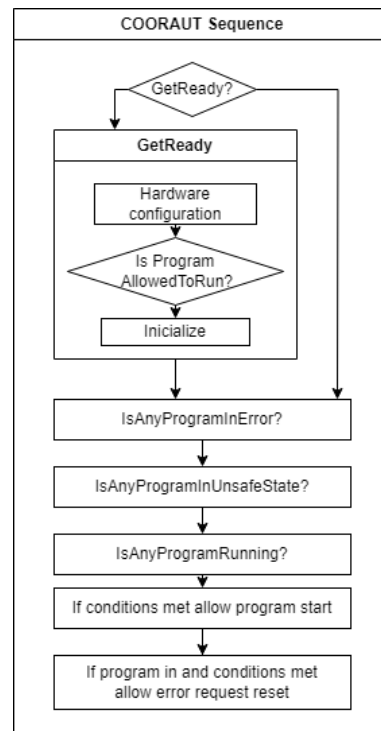 COORAUT Sequence
GetReady?
GetReady
Hardware
configuration
Is Program
AllowedToRun?
Inicialize
IsAnyProgramInError?
IsAnyProgramInUnsafeState?
IsAnyProgramRunning?
If conditions met allow program start
If program in and conditions met
allow error request reset